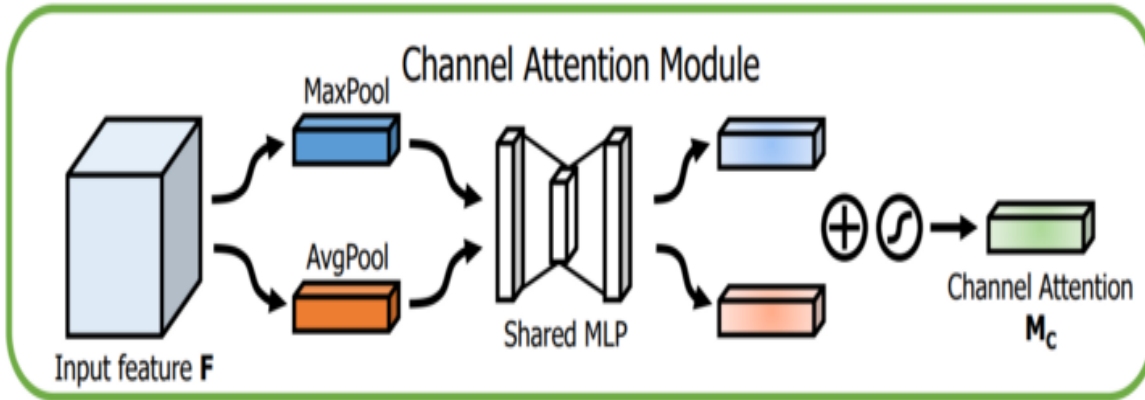 Channel Attention Module
MaxPool
AvgPool
Shared MLP
Input feature F
Channel Attention
Mc